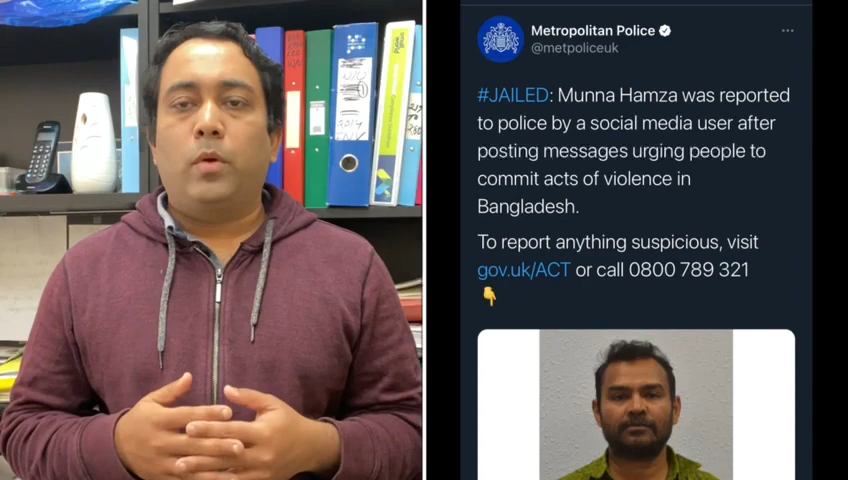 Metropolitan Police
@metpoliceuk
#JAILED: Munna Hamza was reported
to police by a social media user after
posting messages urging people to
commit acts of violence in
Bangladesh.
To report anything suspicious, visit
gov.uk/ACT or call 0800 789 321